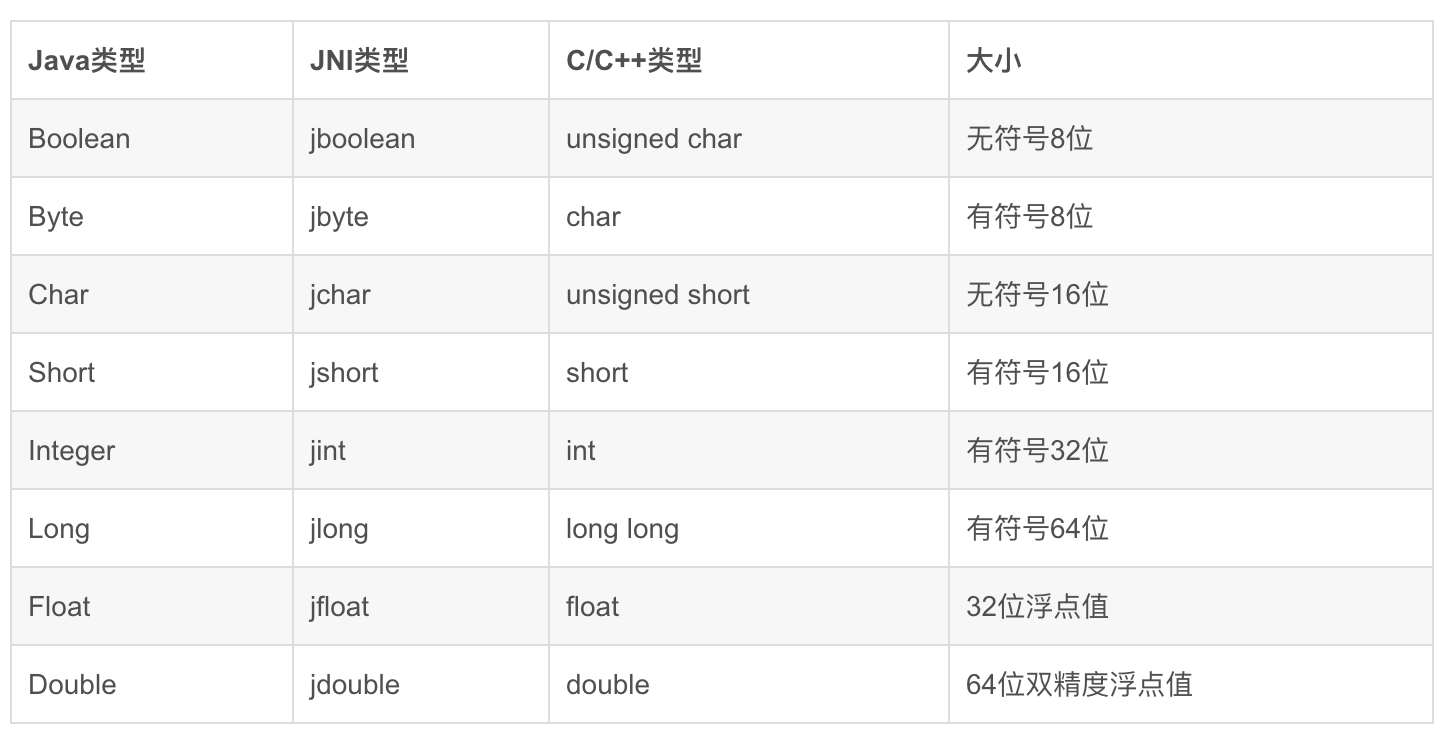 Java类型 JNI类型 C/C++类型 大小
Boolean jboolean unsigned char 无符号8位
Byte jbyte char 有符号8位
Char jchar unsigned short 无符号16位
Short jshort short 有符号16位
Integer jint int 有符号32位
Long jlong long long 有符号64位
Float jfloat float 32位浮点值
Double jdouble double 64位双精度浮点值